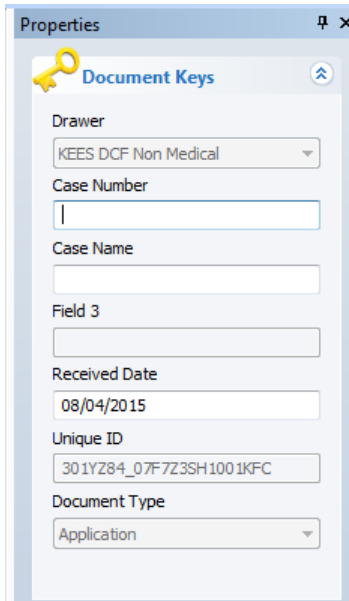 Properties
Document Keys
Drawer
KEES DCF Non Medical
Case Number
Case Name
Field 3
Received Date
08/04/2015
Unique ID
301YZ84_07F7Z3SH1001KFC
Document Type
Application